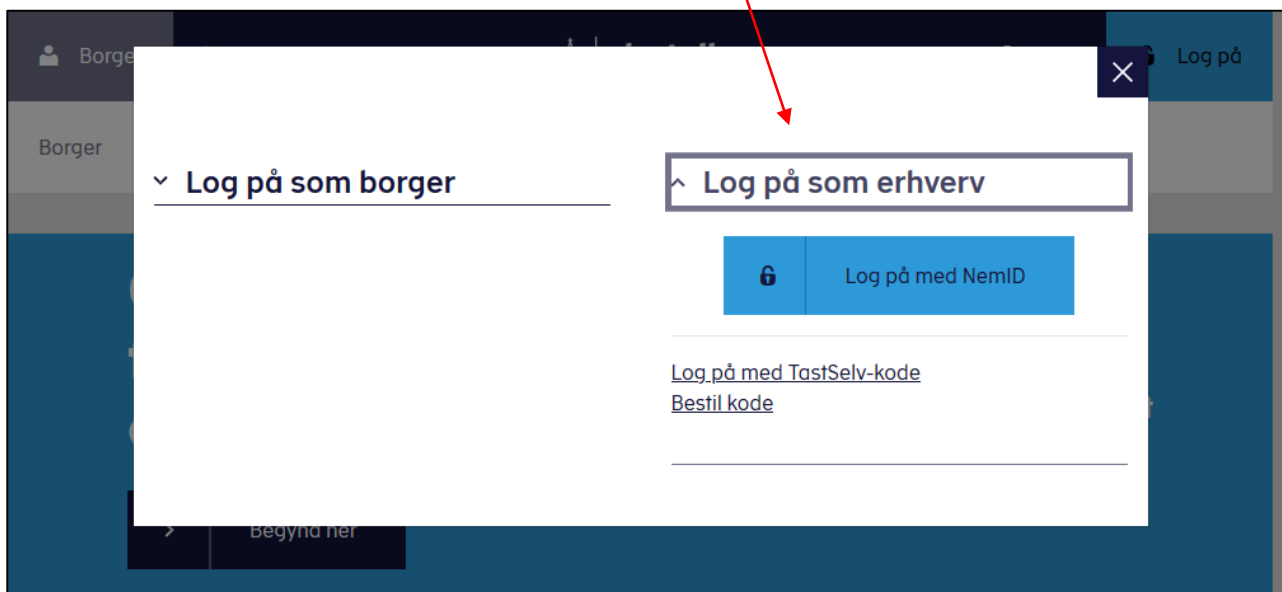 Log på
Borger
Log på som borger
Log på som erhverv
Log på med NemID
Log på med TastSelv-kode
Bestil kode
Begynd her